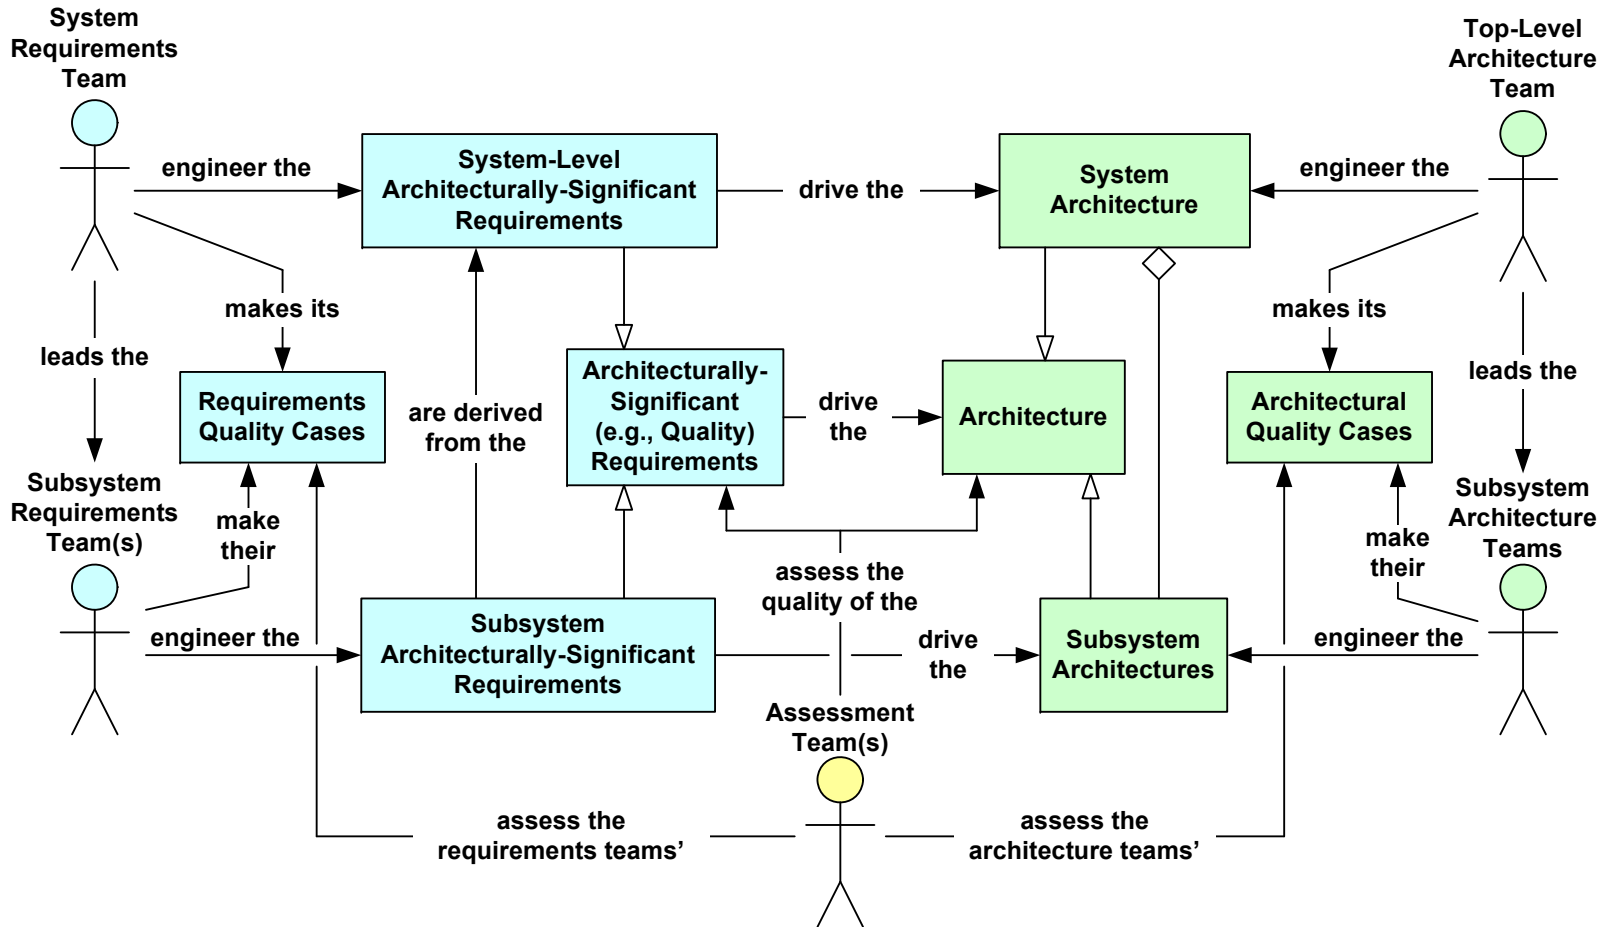 System
Requirements
Team
Top-Level
Architecture
Team
engineer the
System-Level
Architecturally-Significant
Requirements
drive the
System
Architecture
engineer the
makes its
makes its
leads the
leads the
Requirements
Quality Cases
are derived
from the
Architecturally-
Significant
(e.g., Quality)
Requirements
drive
the
Architecture
Architectural
Quality Cases
Subsystem
Requirements
Team(s)
make
their
Subsystem
Architecture
Teams
make
their
assess the
quality of the
engineer the
Subsystem
Architecturally-Significant
Requirements
drive
the
Subsystem
Architectures
engineer the
Assessment
Team(s)
assess the
requirements teams’
assess the
architecture teams’